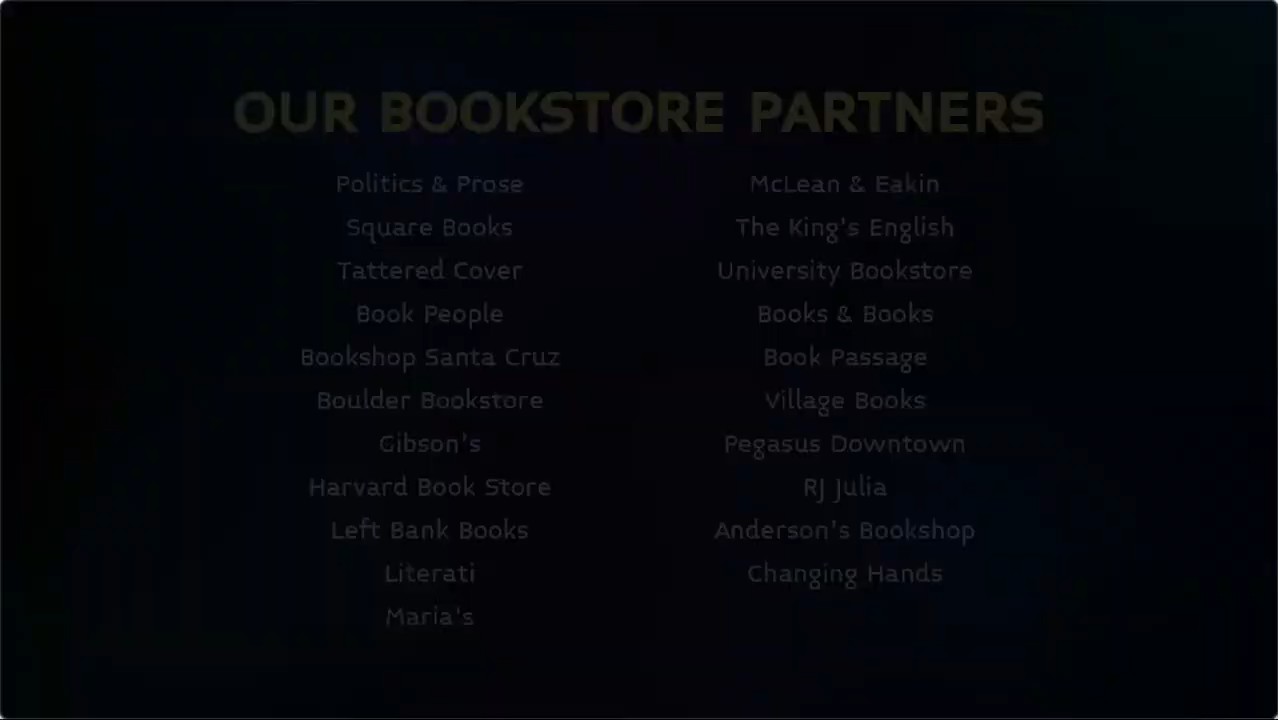 OUR BOOKSTORE PARTNERS
Politics & Prose
Square Books
Tattered Cover
Book People
Bookshop Santa Cruz
Boulder Bookstore
Gibson's
Harvard Book Store
Left Bank Books
Literati
Maria's
McLean & Eakin
The King's English
University Bookstore
Books & Books
Book Passage
Village Books
Pegasus Downtown
RJ Julia
Anderson's Bookshop
Changing Hands